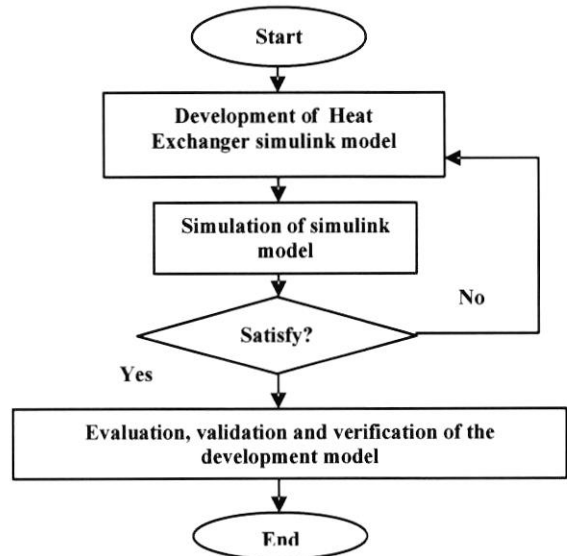 Start
Development of Heat
Exchanger simulink model
Simulation of simulink
model
No
Satisfy?
Yes
Evaluation, validation and verification of the
development model
End